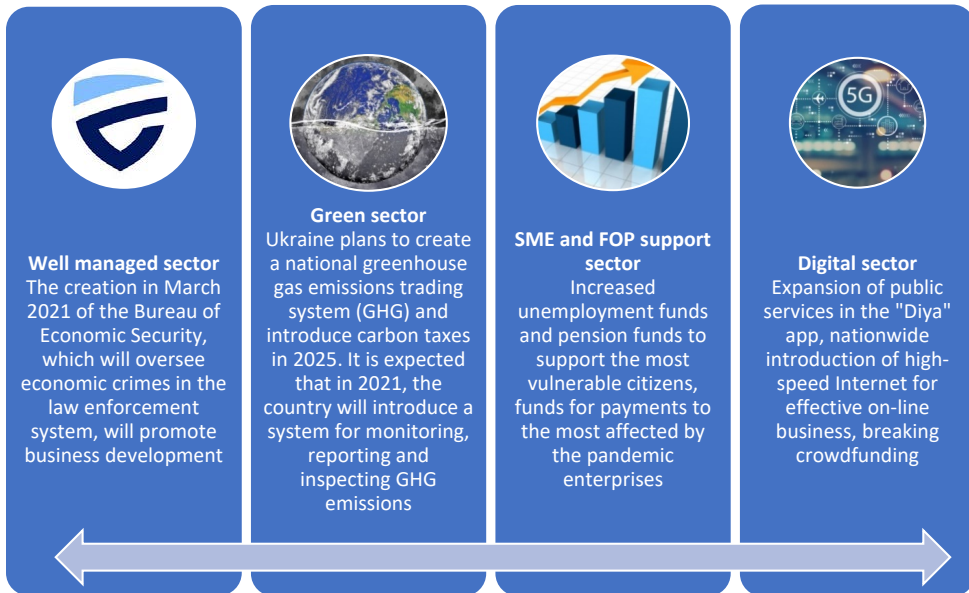 Well managed sector
The creation in March
2021 of the Bureau of
Economic Security,
which will oversee
economic crimes in the
law enforcement
system, will promote
business development
Green sector
Ukraine plans to create
a national greenhouse
gas emissions trading
system (GHG) and
introduce carbon taxes
in 2025. It is expected
that in 2021, the
country will introduce a
system for monitoring,
reporting and
inspecting GHG
emissions
SME and FOP support
sector
Increased
unemployment funds
and pension funds to
support the most
vulnerable citizens,
funds for payments to
the most affected by
the pandemic
enterprises
5G
Digital sector
Expansion of public
services in the "Diya"
app, nationwide
introduction of high-
speed Internet for
effective on-line
business, breaking
crowdfunding